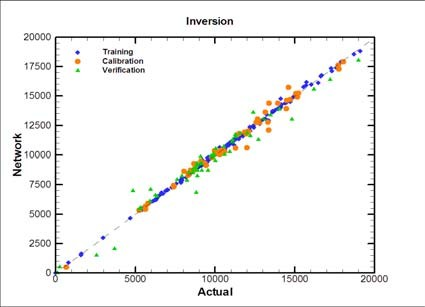 Inversion
20000
17500
15000
12500
10000
7500
5000
2500
0
Network
Training
Calibration
Verification
0
5000
10000
15000
20000
Actual